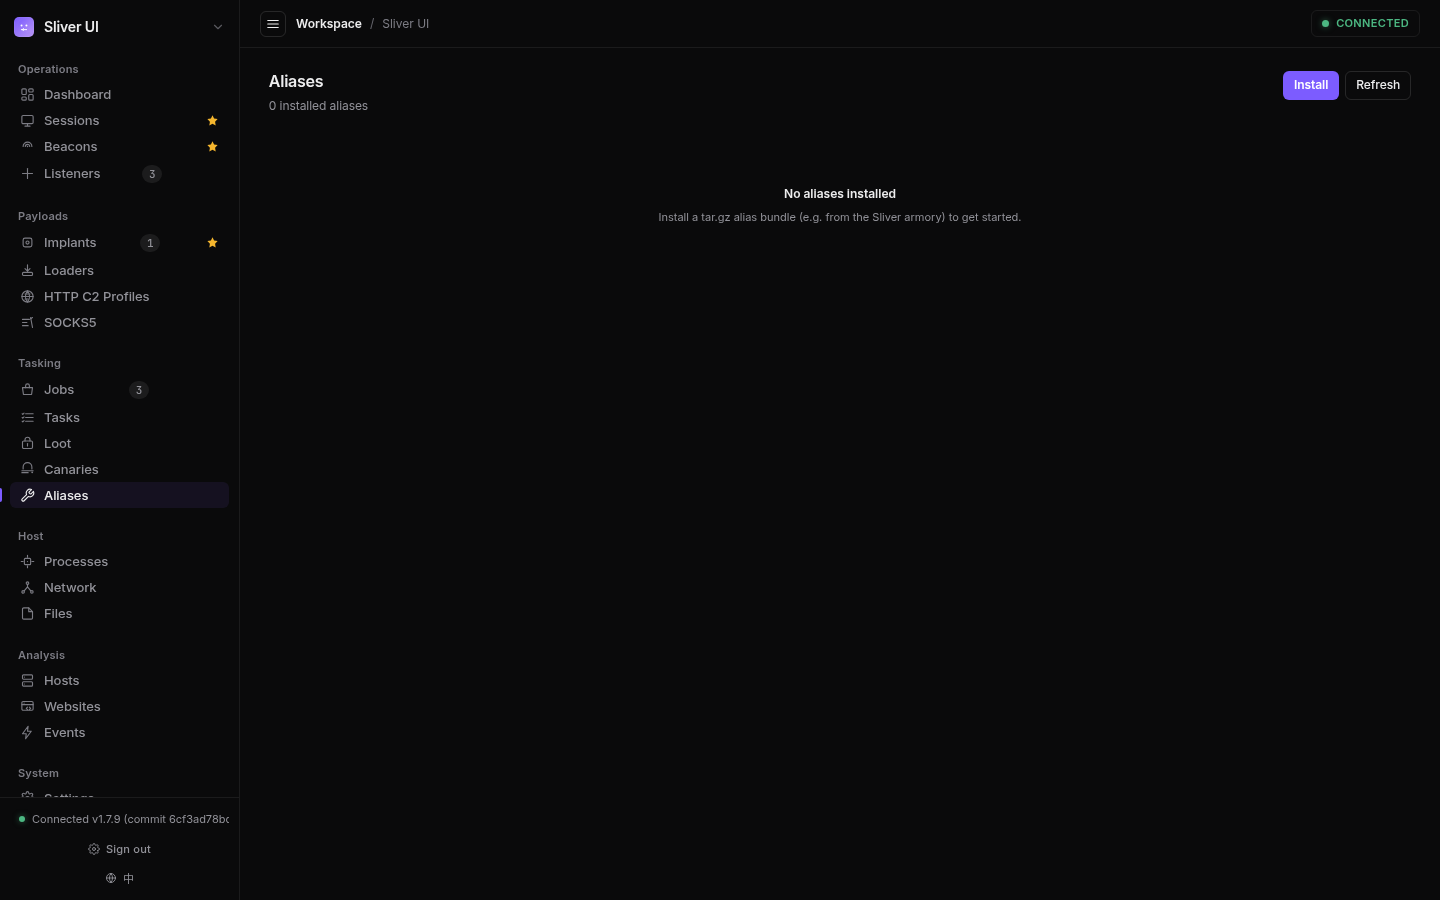 Sliver UI
Operations
Dashboard
Sessions
Beacons
Listeners 3
Payloads
Implants 1
Loaders
HTTP C2 Profiles
SOCKS5
Tasking
Jobs 3
Tasks
Loot
Canaries
Aliases
Host
Processes
Network
Files
Analysis
Hosts
Websites
Events
System
Settings
Connected v1.7.9 (commit 6cf3ad78b
Sign out
中
Workspace / Sliver UI
CONNECTED
Aliases
0 installed aliases
Install
Refresh
No aliases installed
Install a tar.gz alias bundle (e.g. from the Sliver armory) to get started.